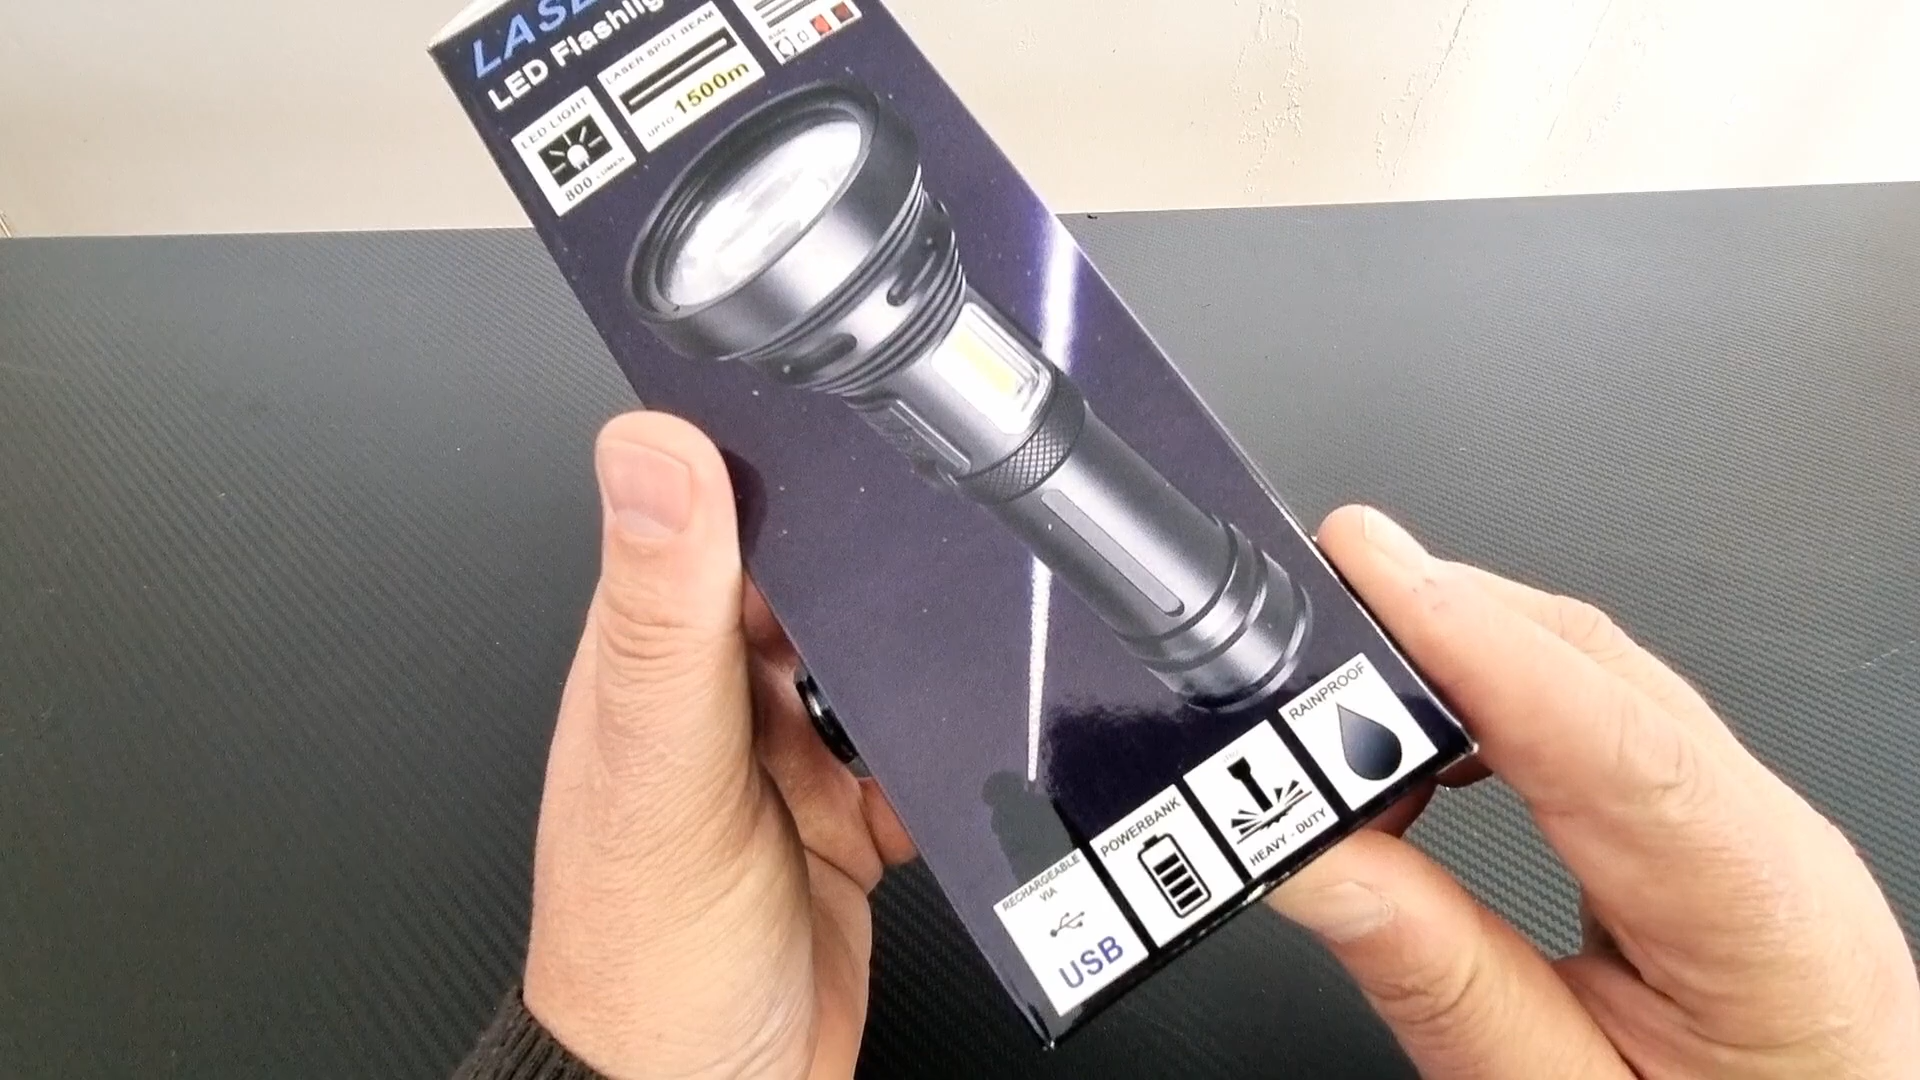 LASE
LED Flashlig
LED LIGHT
800 LUMEN
LASER SPOT BEAM
UPTO 1500m
RECHARGEABLE
VIA
USB
POWERBANK
HEAVY - DUTY
RAINPROOF